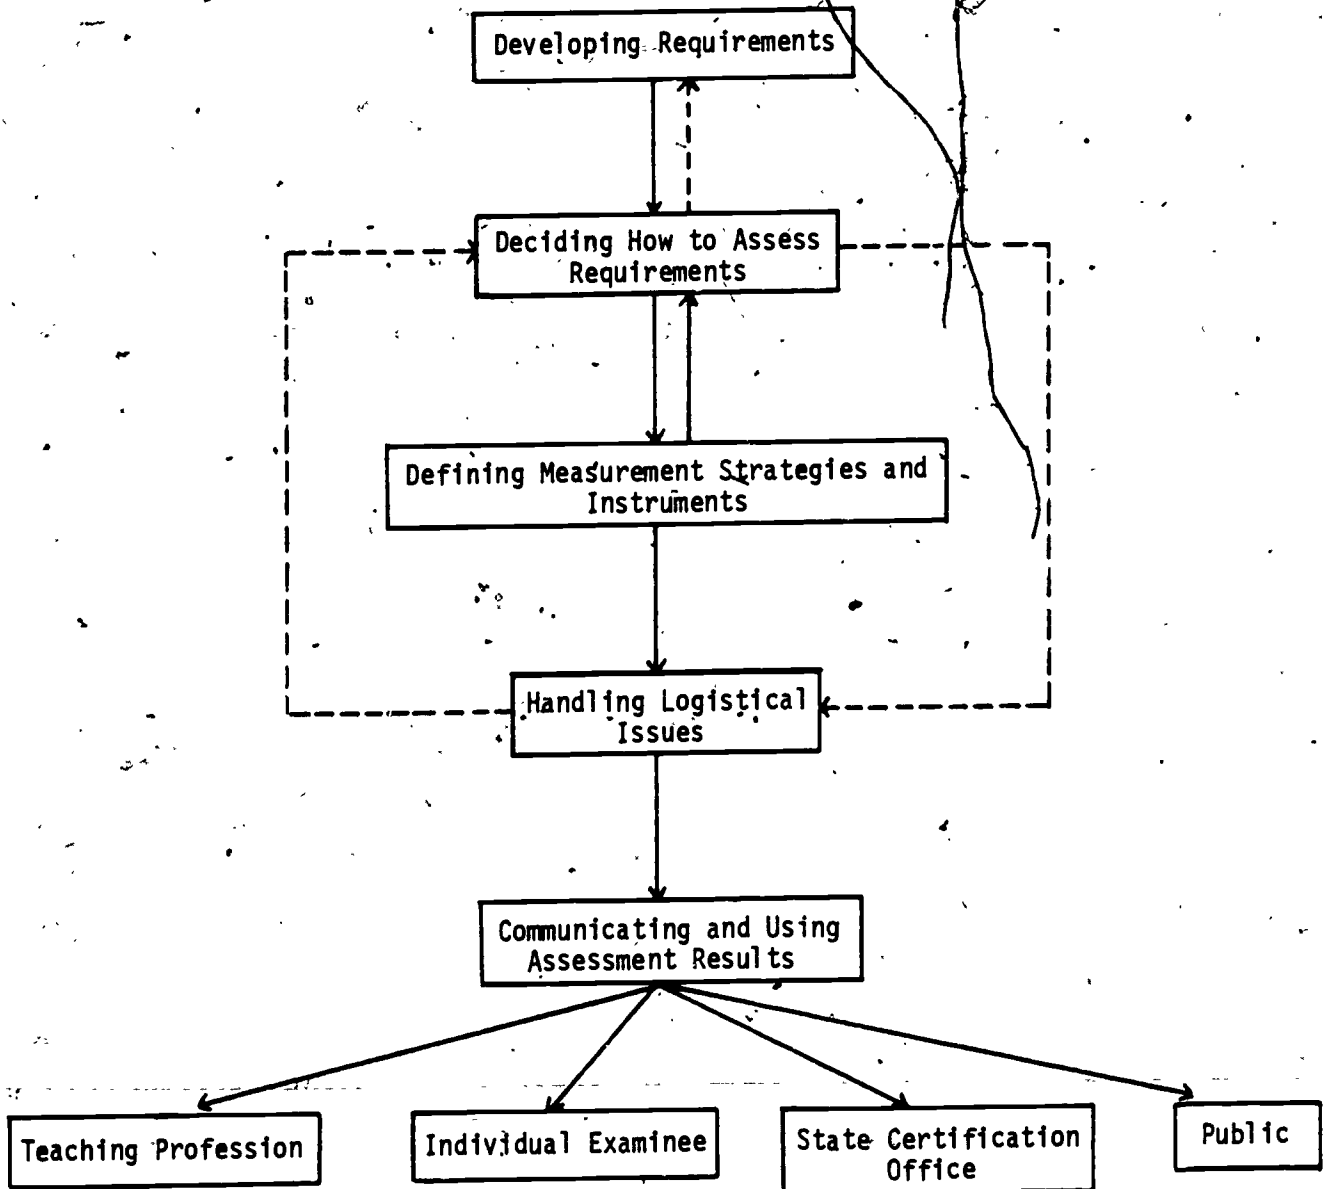 Developing Requirements
Deciding How to Assess
Requirements
Defining Measurement Strategies and
Instruments
Handling Logistical
Issues
Communicating and Using
Assessment Results
Teaching Profession
Individual Examinee
State Certification
Office
Public